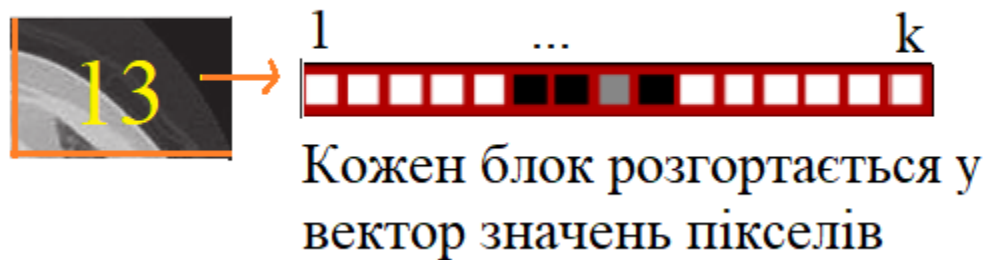 1 ... k
13
Кожен блок розгортається у
вектор значень пікселів